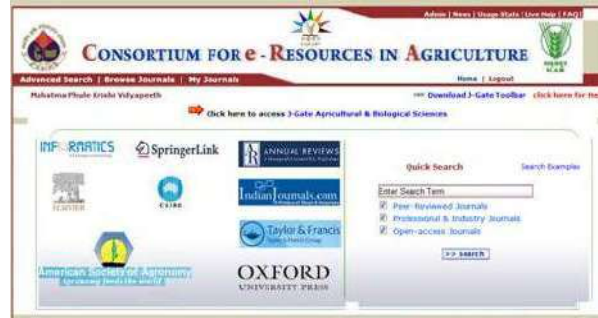 Admin | News | Usage Stats | Live Help | FAQ
CONSORTIUM FOR e - RESOURCES IN AGRICULTURE
Advanced Search | Browse Journals | My Journals
Home | Logout
Mahatma Phule Krishi Vidyapeeth
Download J-Gate Toolbar
click here for
Click here to access J-Gate Agricultural & Biological Sciences
INFORMATICS
SpringerLink
ANNUAL REVIEWS
ELSEVIER
CSIRO
IndianJournals.com
Taylor & Francis
Taylor & Francis Group
American Society of Agronomy
OXFORD
UNIVERSITY PRESS
Quick Search
Search Examples
Enter Search Term
Peer-Reviewed Journals
Professional & Industry Journals
Open-access Journals
>> search